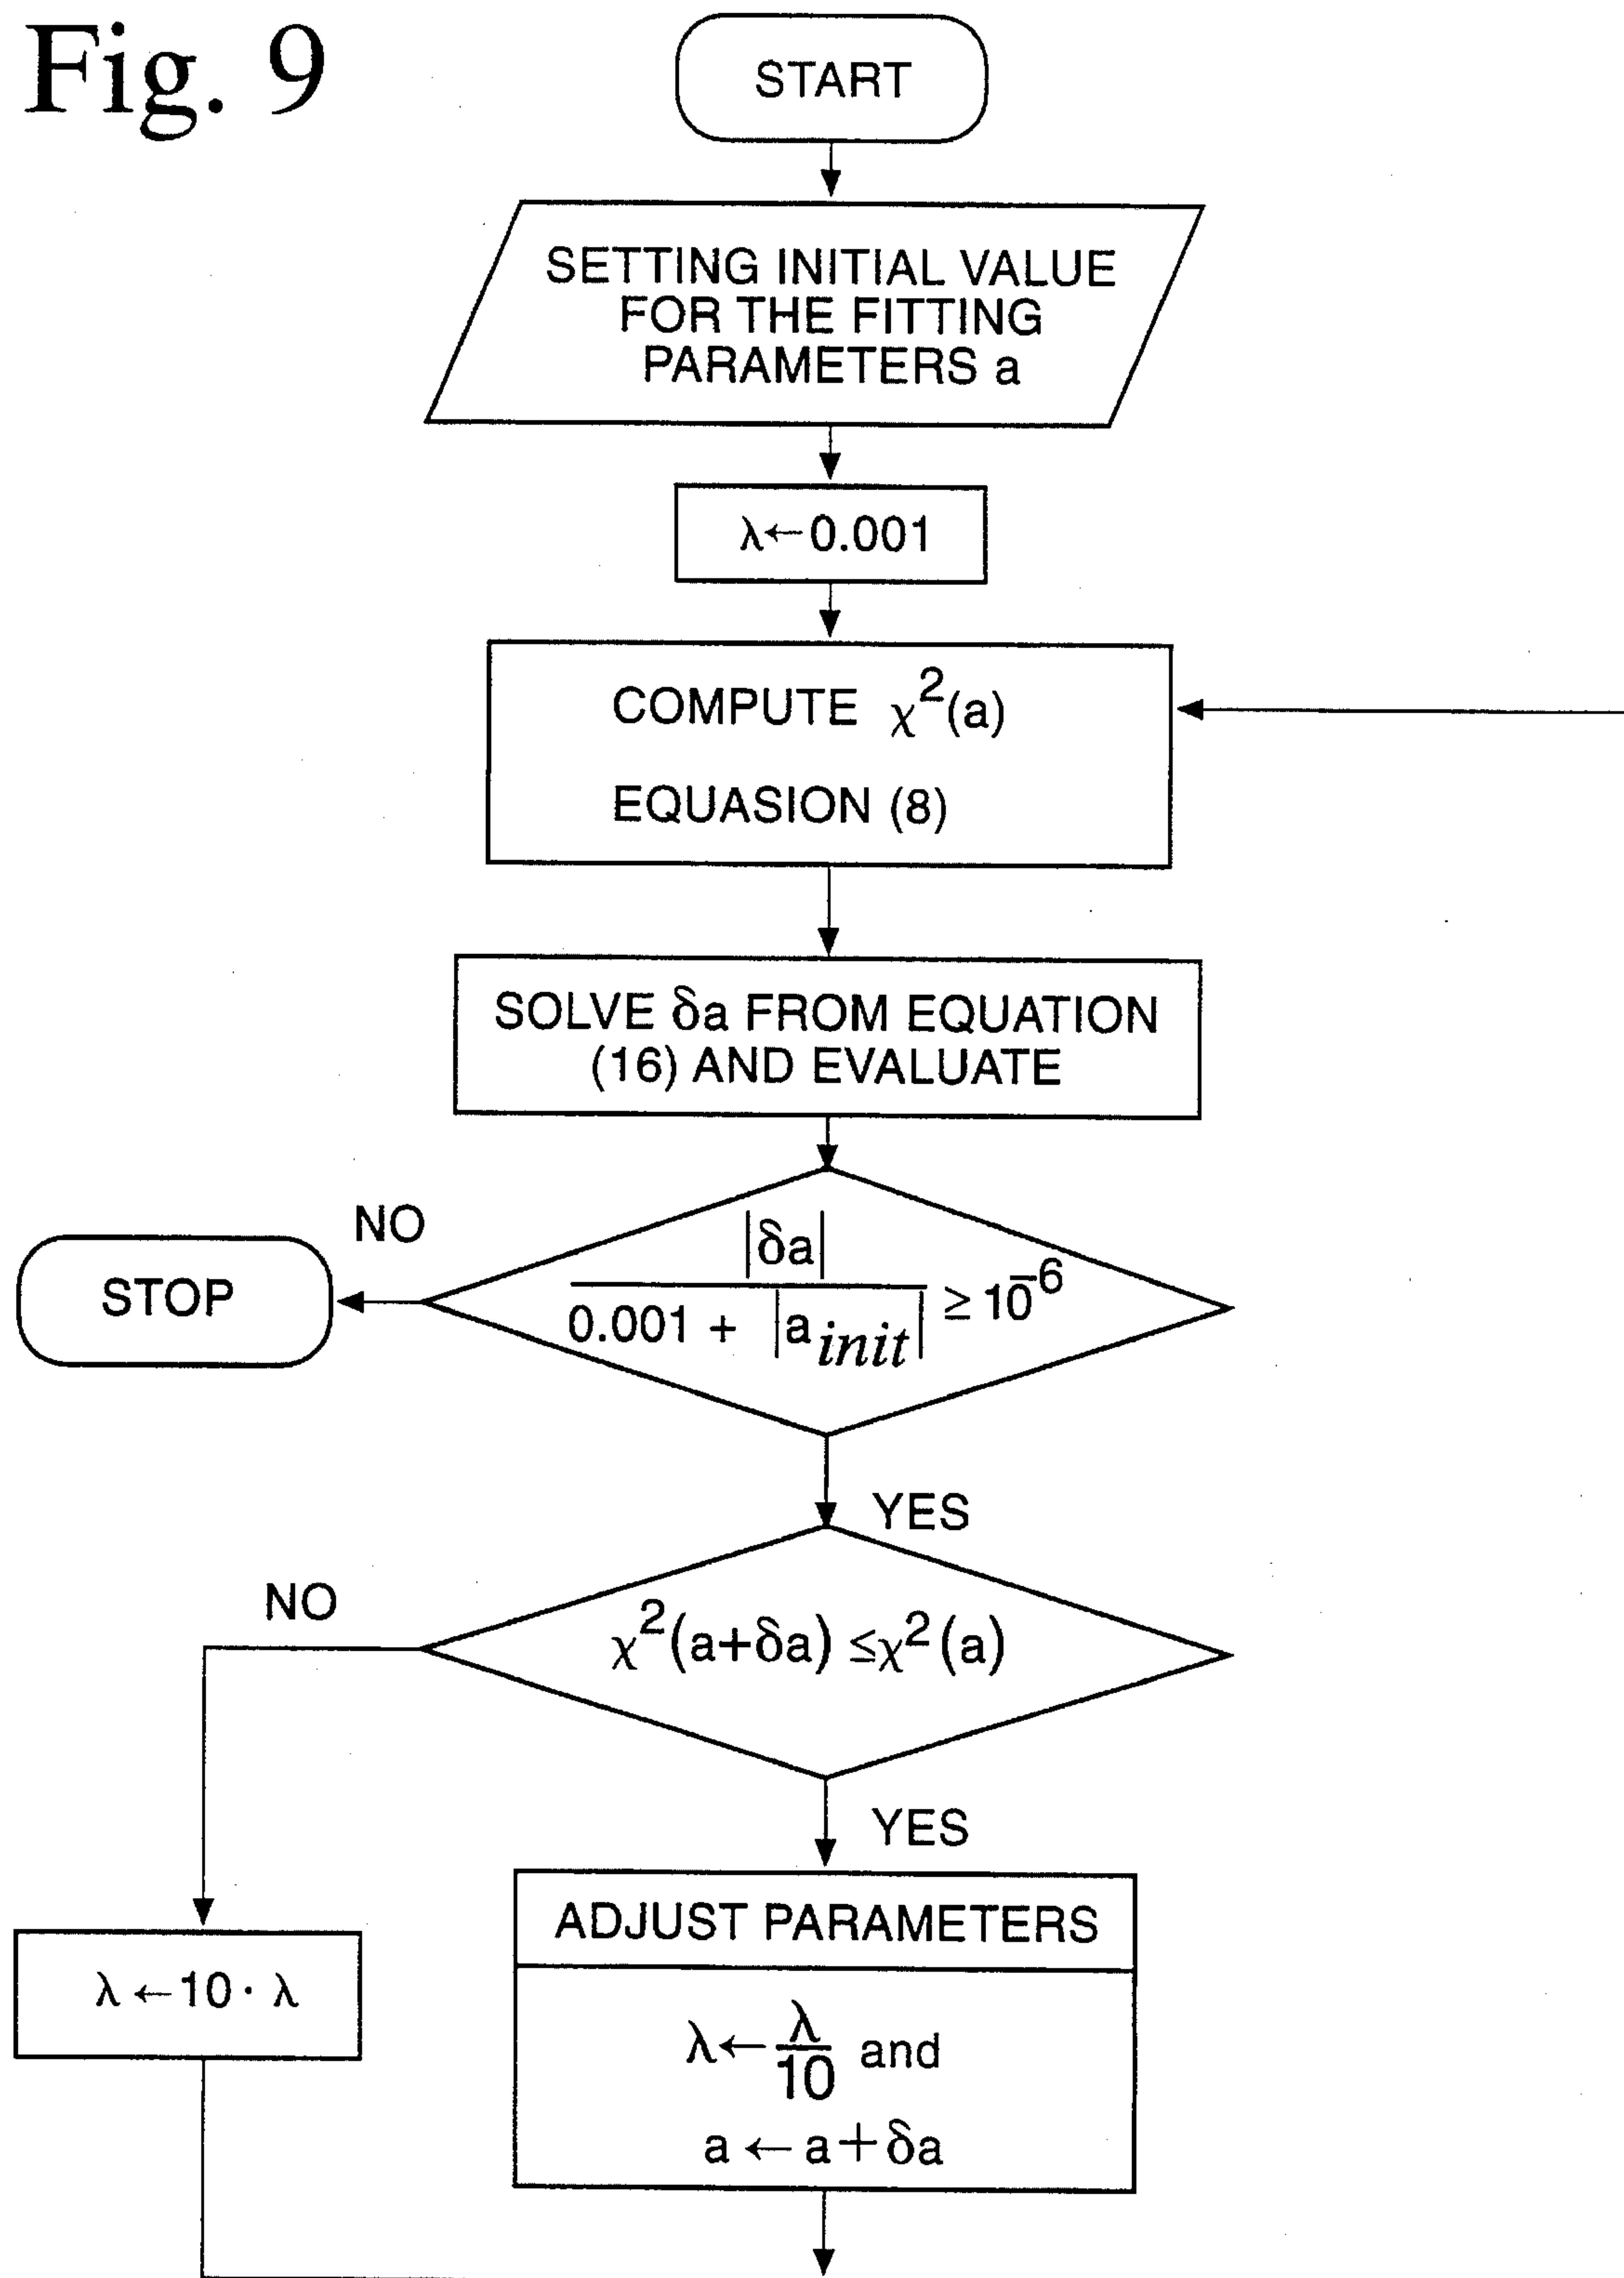 Fig. 9
START
SETTING INITIAL VALUE
FOR THE FITTING
PARAMETERS a
λ←0.001
COMPUTE χ²(a)
EQUASION (8)
SOLVE δa FROM EQUATION
(16) AND EVALUATE
NO
STOP
|δa|
0.001 + |a init| ≥ 10⁻⁶
YES
NO
χ²(a+δa) ≤χ²(a)
YES
ADJUST PARAMETERS
λ←10· λ
λ← λ/10 and
a ← a+δa